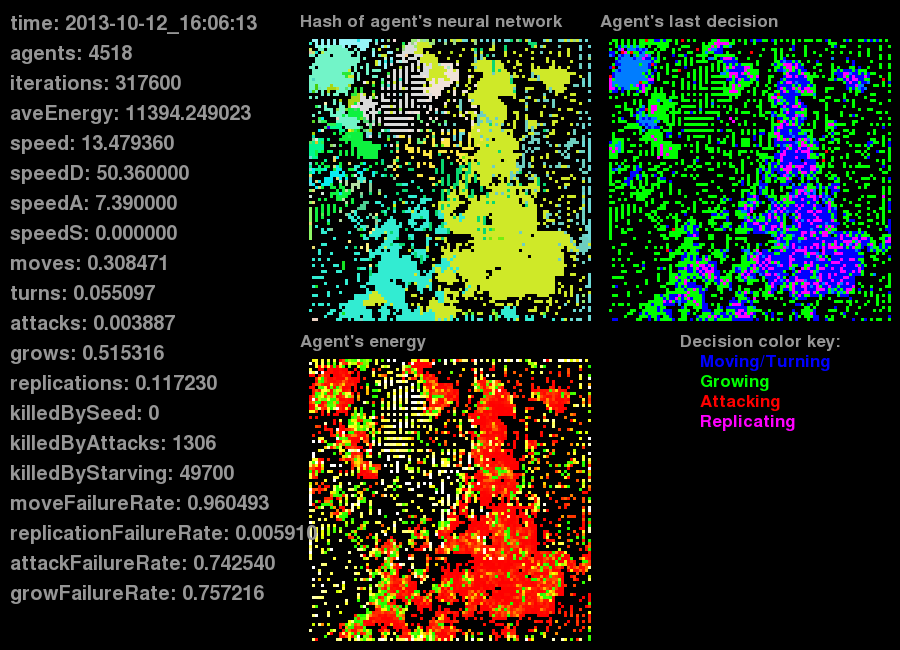 time: 2013-10-12_16:06:13
agents: 4518
iterations: 317600
aveEnergy: 11394.249023
speed: 13.479360
speedD: 50.360000
speedA: 7.390000
speedS: 0.000000
moves: 0.308471
turns: 0.055097
attacks: 0.003887
grows: 0.515316
replications: 0.117230
killedBySeed: 0
killedByAttacks: 1306
killedByStarving: 49700
moveFailureRate: 0.960493
replicationFailureRate: 0.005910
attackFailureRate: 0.742540
growFailureRate: 0.757216
Hash of agent's neural network
Agent's last decision
Agent's energy
Decision color key:
Moving/Turning
Growing
Attacking
Replicating